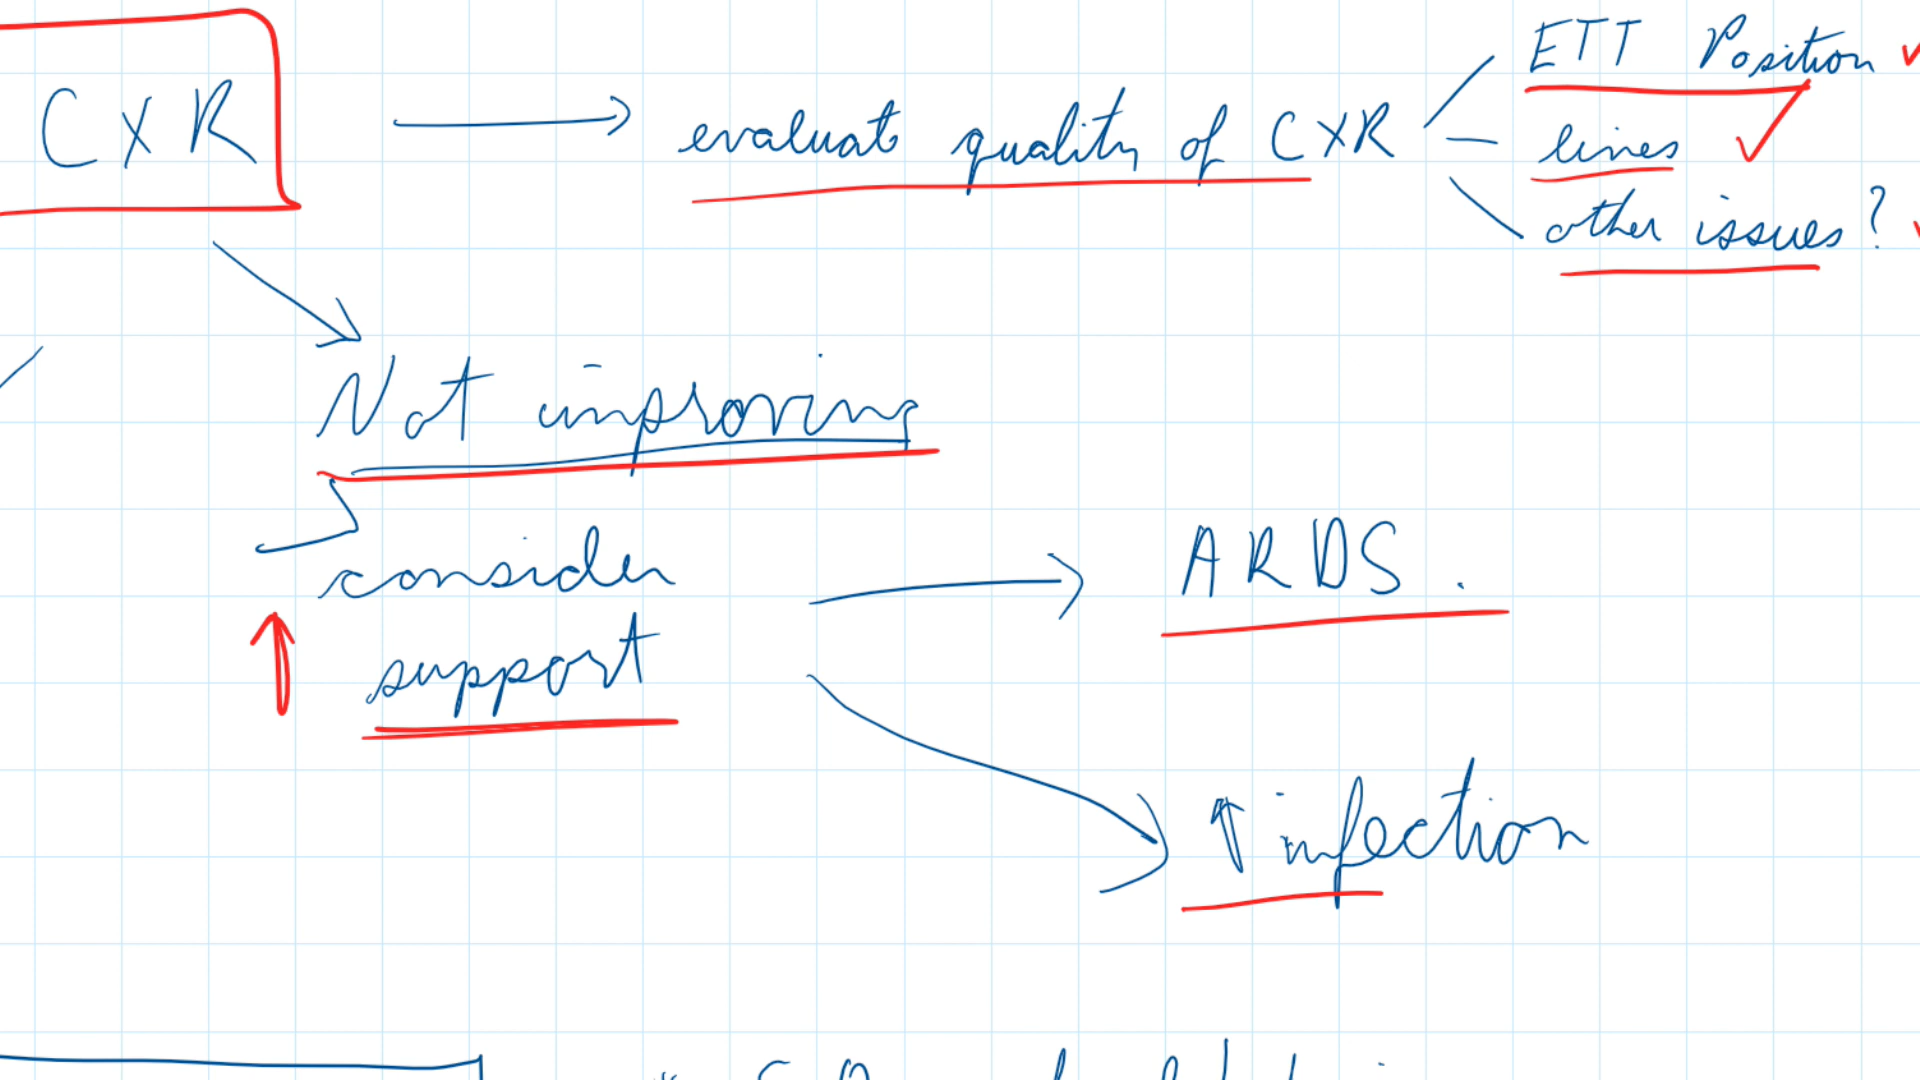 CXR → evaluate quality of CXR
ETT Position ✓
lines ✓
other issues?
Not improving
consider → ARDS.
↑ support
↑ infection